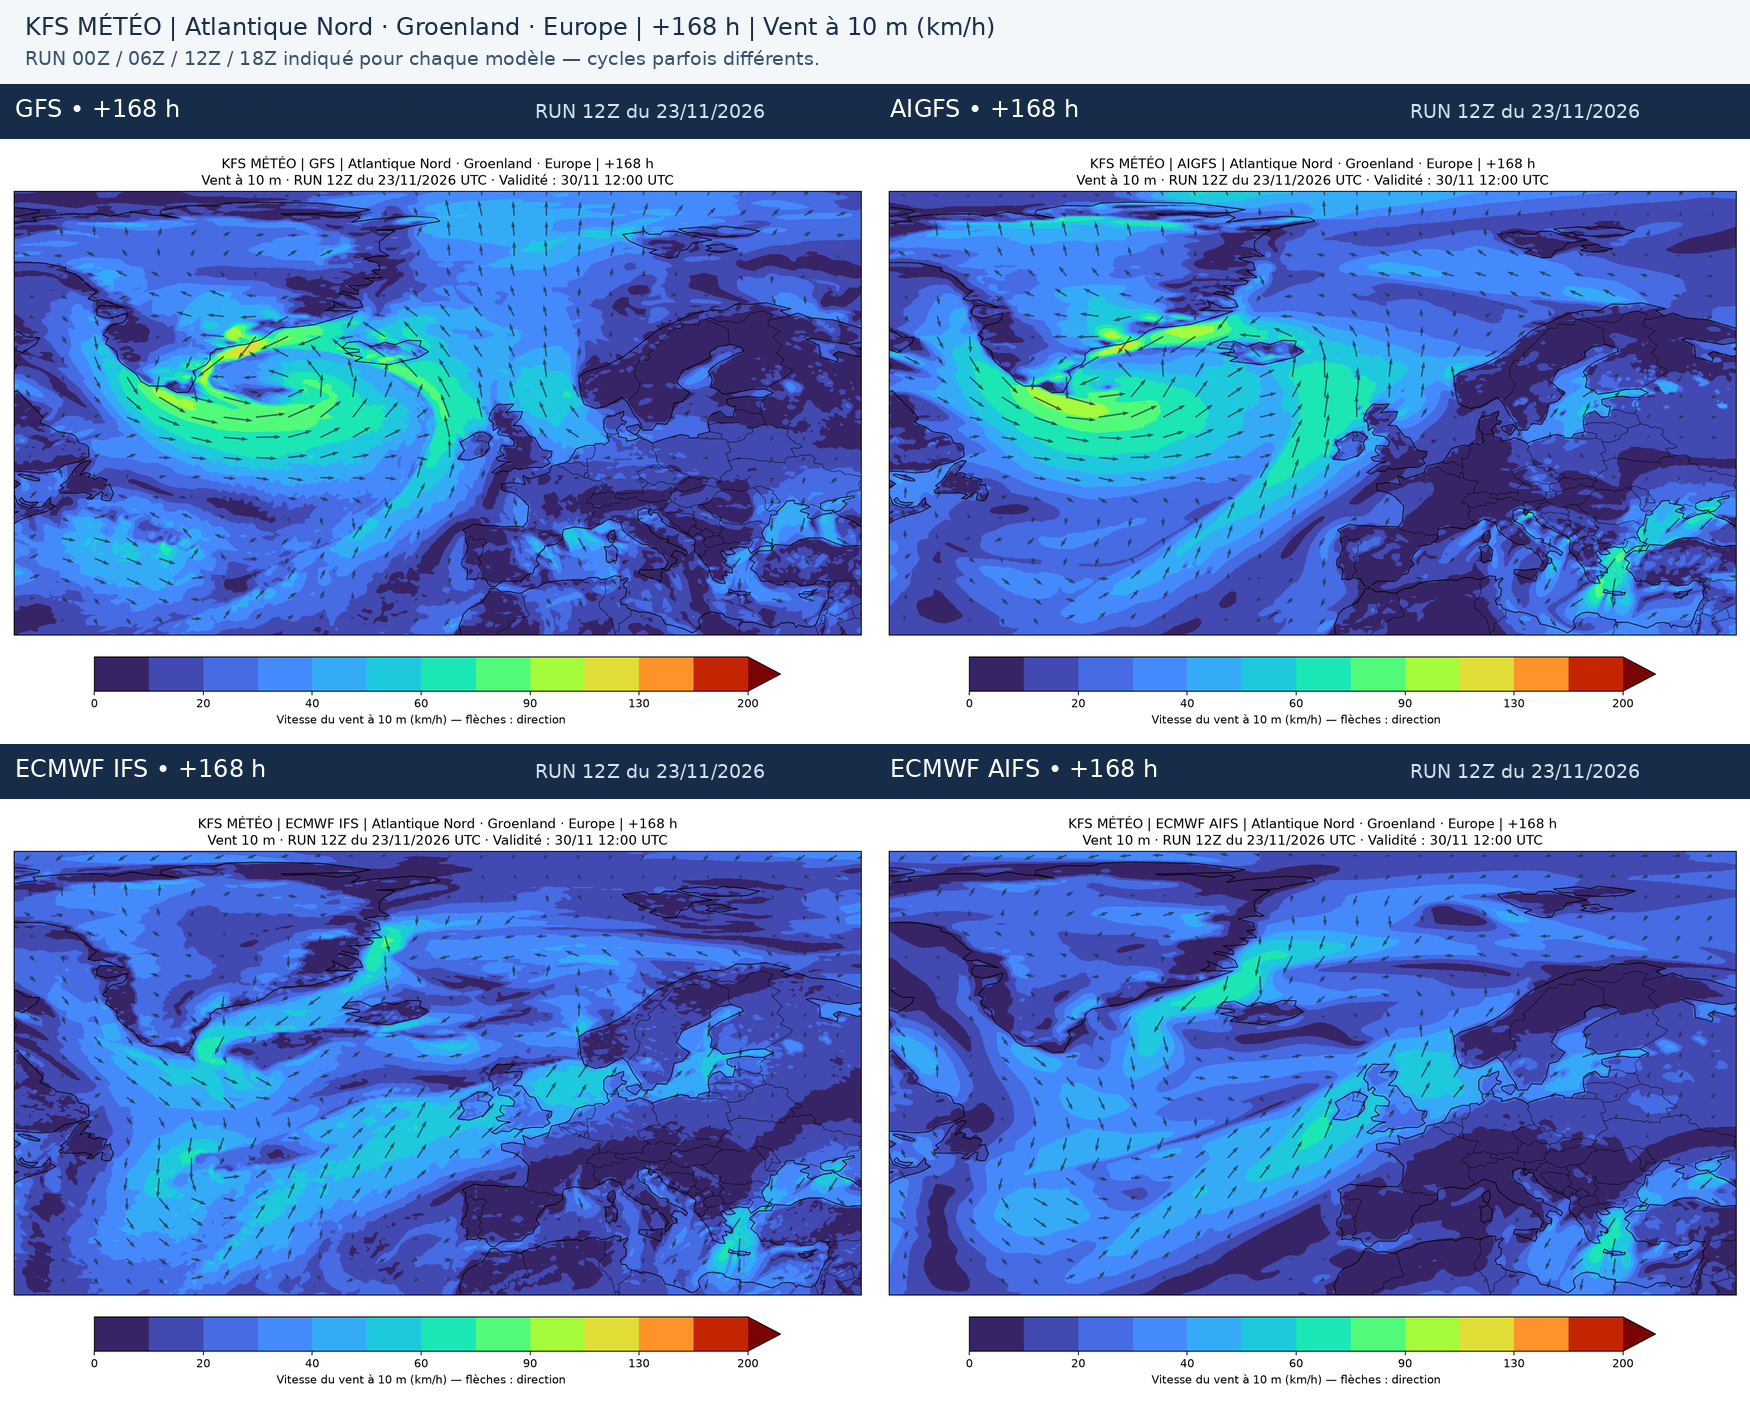 KFS MÉTÉO | Atlantique Nord · Groenland · Europe | +168 h | Vent à 10 m (km/h)
RUN 00Z / 06Z / 12Z / 18Z indiqué pour chaque modèle — cycles parfois différents.
GFS • +168 h
RUN 12Z du 23/11/2026
KFS MÉTÉO | GFS | Atlantique Nord · Groenland · Europe | +168 h
Vent à 10 m · RUN 12Z du 23/11/2026 UTC · Validité : 30/11 12:00 UTC
0 20 40 60 90 130 200
Vitesse du vent à 10 m (km/h) — flèches : direction
AIGFS • +168 h
RUN 12Z du 23/11/2026
KFS MÉTÉO | AIGFS | Atlantique Nord · Groenland · Europe | +168 h
Vent à 10 m · RUN 12Z du 23/11/2026 UTC · Validité : 30/11 12:00 UTC
0 20 40 60 90 130 200
Vitesse du vent à 10 m (km/h) — flèches : direction
ECMWF IFS • +168 h
RUN 12Z du 23/11/2026
KFS MÉTÉO | ECMWF IFS | Atlantique Nord · Groenland · Europe | +168 h
Vent 10 m · RUN 12Z du 23/11/2026 UTC · Validité : 30/11 12:00 UTC
0 20 40 60 90 130 200
Vitesse du vent à 10 m (km/h) — flèches : direction
ECMWF AIFS • +168 h
RUN 12Z du 23/11/2026
KFS MÉTÉO | ECMWF AIFS | Atlantique Nord · Groenland · Europe | +168 h
Vent 10 m · RUN 12Z du 23/11/2026 UTC · Validité : 30/11 12:00 UTC
0 20 40 60 90 130 200
Vitesse du vent à 10 m (km/h) — flèches : direction